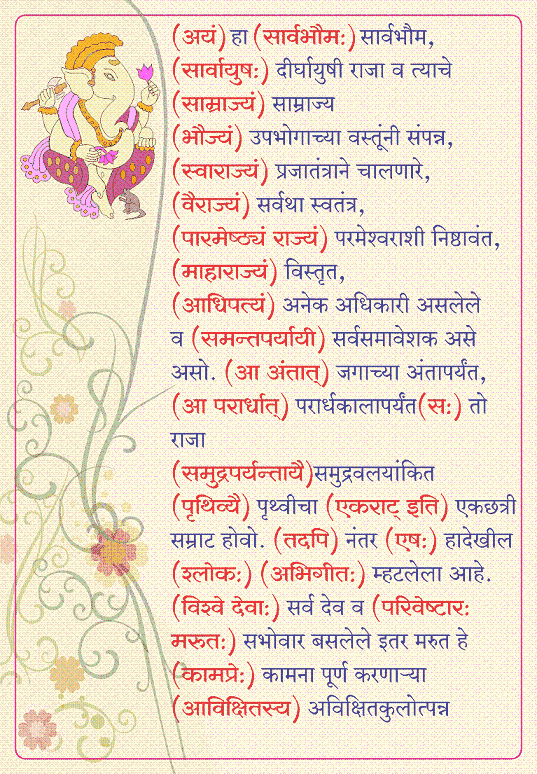 (अयं) हा (सार्वभौमः) सार्वभौम,
(सार्वायुषः) दीर्घायुषी राजा व त्याचे
(साम्राज्यं) साम्राज्य
(भौज्यं) उपभोगाच्या वस्तूंनी संपन्न,
(स्वाराज्यं) प्रजातंत्राने चालणारे,
(वैराज्यं) सर्वथा स्वतंत्र,
(पारमेष्ठ्यं राज्यं) परमेश्वराशी निष्ठावंत,
(माहाराज्यं) विस्तृत,
(आधिपत्यं) अनेक अधिकारी असलेले
व (समन्तपर्यायी) सर्वसमावेशक असे
असो. (आ अंतात्) जगाच्या अंतापर्यंत,
(आ परार्धात्) परार्धकालापर्यंत(सः) तो
राजा
(समुद्रपर्यन्तायै)समुद्रवलयांकित
(पृथिव्यै) पृथ्वीचा (एकराट् इति) एकछत्री
सम्राट होवो. (तदपि) नंतर (एषः) हादेखील
(श्लोकः) (अभिगीतः) म्हटलेला आहे.
(विश्वे देवाः) सर्व देव व (परिवेष्टारः
मरुतः) सभोवार बसलेले इतर मरुत हे
(कामप्रेः) कामना पूर्ण करणाऱ्या
(आविक्षितस्य) अविक्षितकुलोत्पन्न